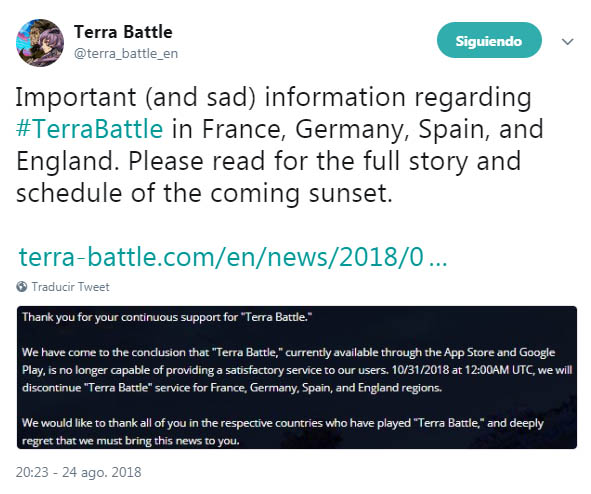 Terra Battle
@terra_battle_en
Siguiendo
Important (and sad) information regarding
#TerraBattle in France, Germany, Spain, and
England. Please read for the full story and
schedule of the coming sunset.
terra-battle.com/en/news/2018/0 ...
Traducir Tweet
Thank you for your continuous support for "Terra Battle."
We have come to the conclusion that "Terra Battle," currently available through the App Store and Google
Play, is no longer capable of providing a satisfactory service to our users. 10/31/2018 at 12:00AM UTC, we will
discontinue "Terra Battle" service for France, Germany, Spain, and England regions.
We would like to thank all of you in the respective countries who have played "Terra Battle," and deeply
regret that we must bring this news to you.
20:23 - 24 ago. 2018